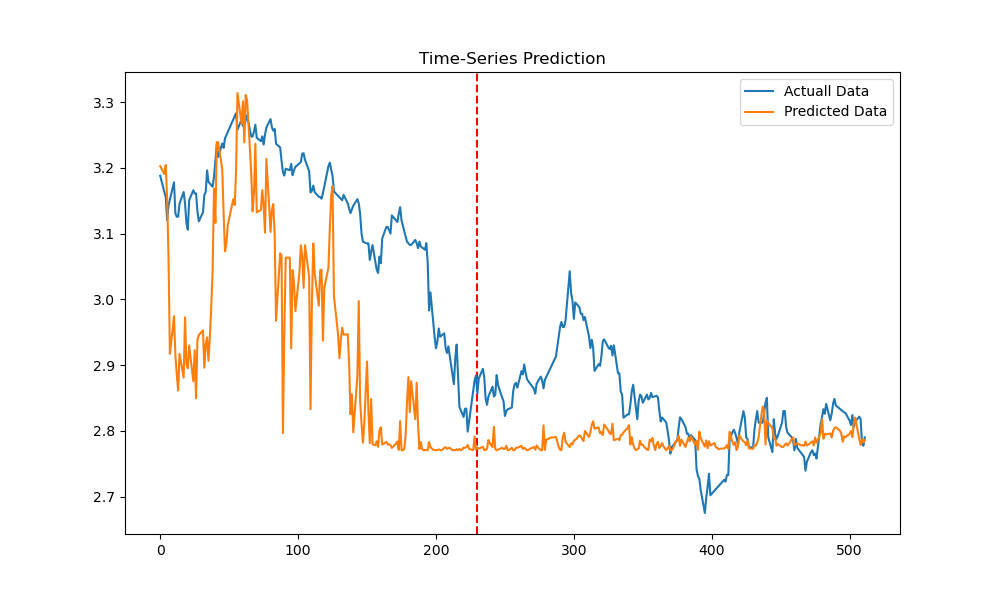 Time-Series Prediction
Actuall Data
Predicted Data
3.3
3.2
3.1
3.0
2.9
2.8
2.7
0 100 200 300 400 500